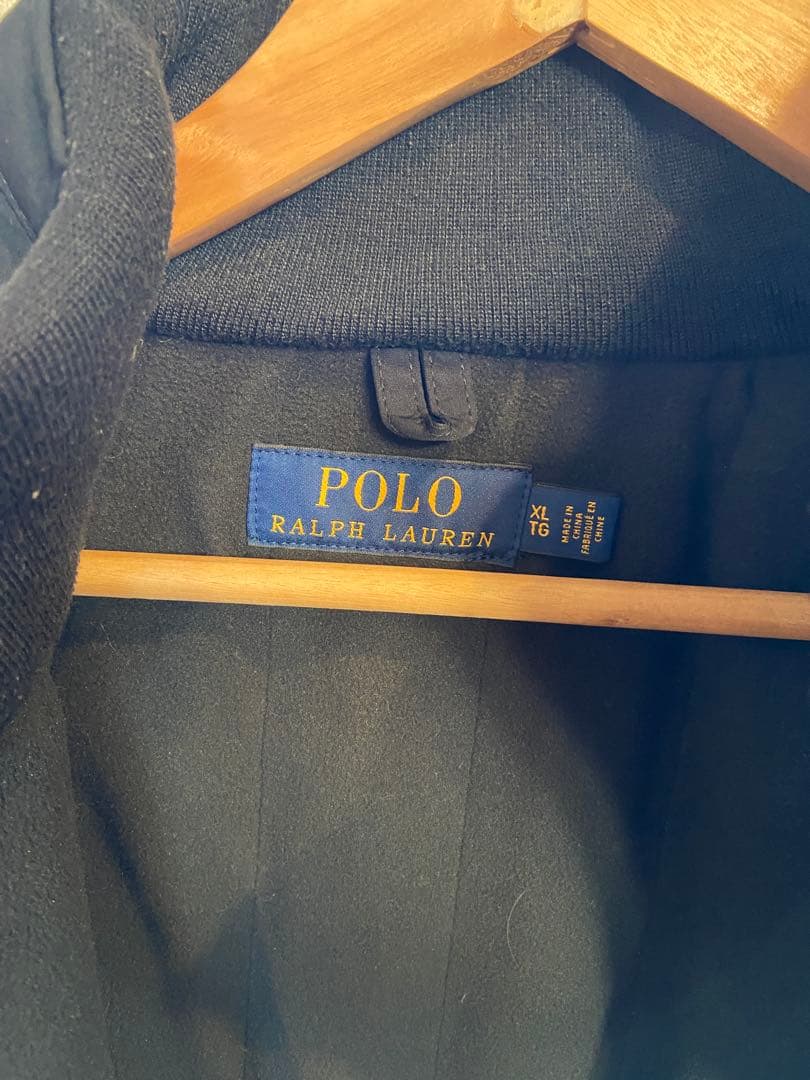 POLO
RALPH LAUREN
XL
TG
MADE IN
CHINA
FABRIQUÉ EN
CHINE